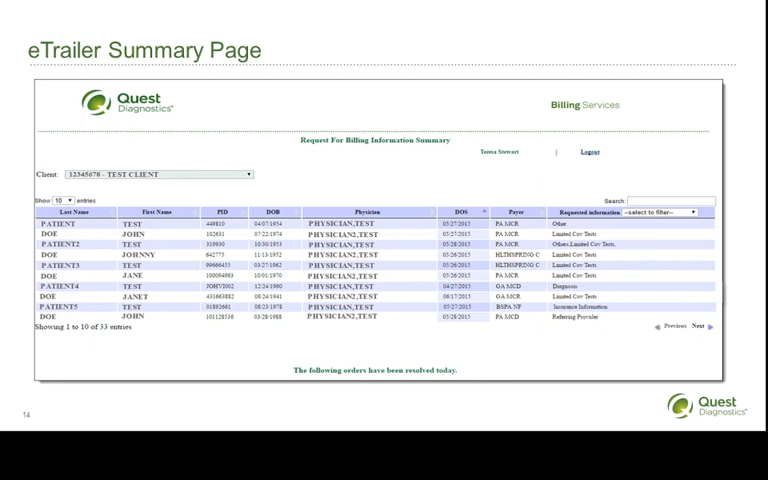 eTrailer Summary Page
Quest Diagnostics
Billing Services
Request For Billing Information Summary
Teresa Stewart | Logout
Client: 12345678 - TEST CLIENT
Show 10 entries Search:
Last Name First Name PID DOB Physician DOS Payer Requested information --select to filter--
PATIENT TEST 449810 04/07/1954 PHYSICIAN,TEST 05/27/2015 PA MCR Other
DOE JOHN 102631 07/22/1974 PHYSICIAN2,TEST 05/27/2015 PA MCR Limited Cov Tests
PATIENT2 TEST 319930 10/30/1953 PHYSICIAN,TEST 05/28/2015 PA MCR Others,Limited Cov Tests,
DOE JOHNNY 642775 11/13/1952 PHYSICIAN2,TEST 05/26/2015 HLTHSPRING C Limited Cov Tests
PATIENT3 TEST 99666455 03/27/1962 PHYSICIAN,TEST 05/26/2015 HLTHSPRING C Limited Cov Tests
DOE JANE 100094963 10/01/1970 PHYSICIAN2,TEST 05/26/2015 PA MCR Limited Cov Tests
PATIENT4 TEST 12/24/1960 PHYSICIAN,TEST 04/27/2015 GA MCD Diagnosis
DOE JANET 431663882 08/24/1941 PHYSICIAN2,TEST 06/17/2015 GA MCR Limited Cov Tests
PATIENT5 TEST 01892661 08/23/1978 PHYSICIAN,TEST 05/27/2015 BSPA NF Insurance Information
DOE JOHN 101128536 03/28/1988 PHYSICIAN2,TEST 05/28/2015 PA MCD Referring Provider
Showing 1 to 10 of 33 entries Previous Next
The following orders have been resolved today.
14
Quest Diagnostics